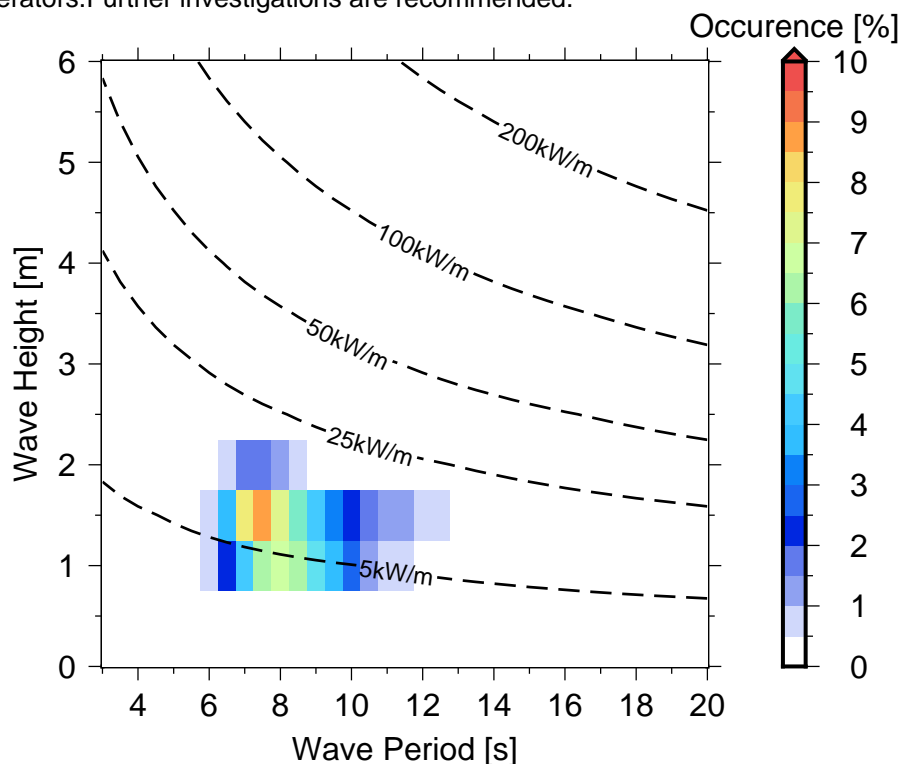 erators.Further investigations are recommended.
Occurence [%]
6
5
4
3
2
1
0
Wave Height [m]
200kW/m
100kW/m
50kW/m
25kW/m
5kW/m
4 6 8 10 12 14 16 18 20
Wave Period [s]
10
9
8
7
6
5
4
3
2
1
0